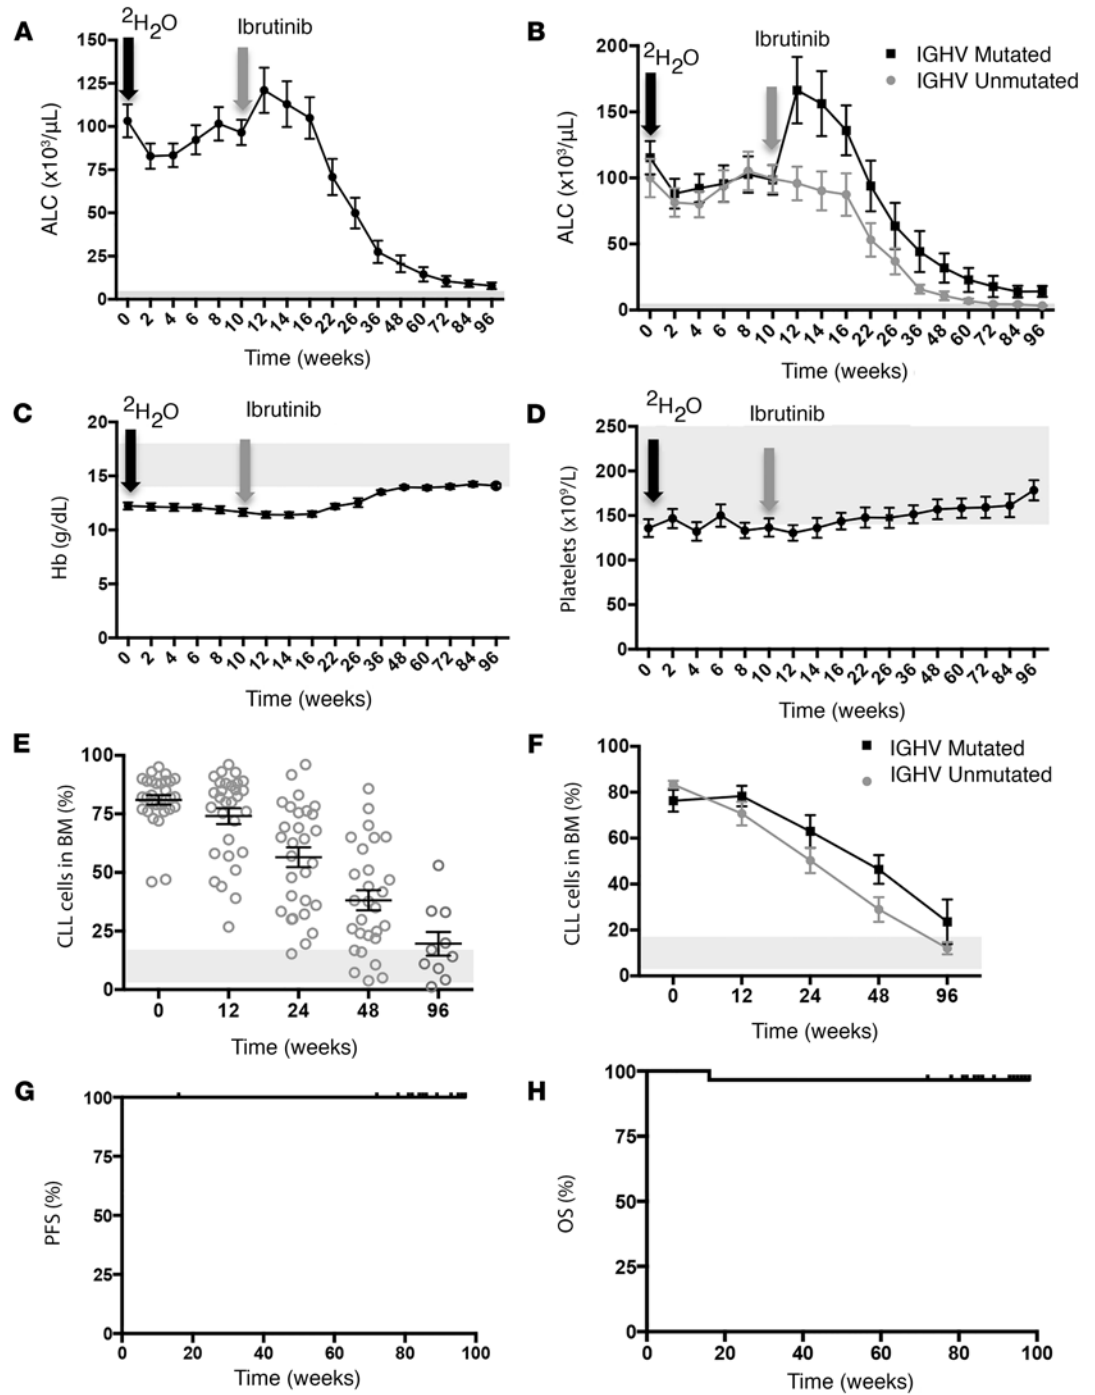 A
²H₂O
Ibrutinib
150
125
100
75
50
25
0
ALC (x10³/µL)
0 2 4 6 8 10 12 14 16 22 26 36 48 60 72 84 96
Time (weeks)
B
²H₂O
Ibrutinib
IGHV Mutated
IGHV Unmutated
200
150
100
50
0
ALC (x10³/µL)
0 2 4 6 8 10 12 14 16 22 26 36 48 60 72 84 96
Time (weeks)
C
²H₂O
Ibrutinib
20
15
10
5
0
Hb (g/dL)
0 2 4 6 8 10 12 14 16 22 26 36 48 60 72 84 96
Time (weeks)
D
²H₂O
Ibrutinib
250
200
150
100
50
0
Platelets (x10⁹/L)
0 2 4 6 8 10 12 14 16 22 26 36 48 60 72 84 96
Time (weeks)
E
100
75
50
25
0
CLL cells in BM (%)
0 12 24 48 96
Time (weeks)
F
IGHV Mutated
IGHV Unmutated
100
80
60
40
20
0
CLL cells in BM (%)
0 12 24 48 96
Time (weeks)
G
100
75
50
25
0
PFS (%)
0 20 40 60 80 100
Time (weeks)
H
100
75
50
25
0
OS (%)
0 20 40 60 80 100
Time (weeks)